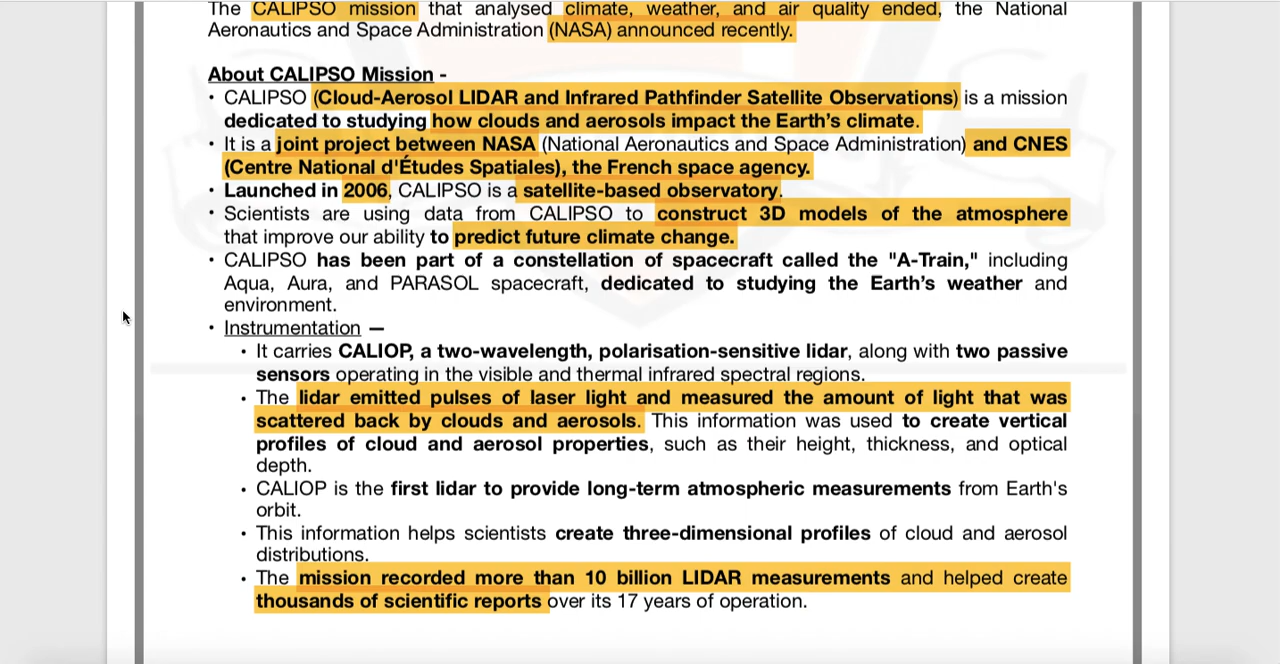 The CALIPSO mission that analysed climate, weather, and air quality ended, the National
Aeronautics and Space Administration (NASA) announced recently.
About CALIPSO Mission -
• CALIPSO (Cloud-Aerosol LIDAR and Infrared Pathfinder Satellite Observations) is a mission
dedicated to studying how clouds and aerosols impact the Earth’s climate.
• It is a joint project between NASA (National Aeronautics and Space Administration) and CNES
(Centre National d'Études Spatiales), the French space agency.
• Launched in 2006, CALIPSO is a satellite-based observatory.
• Scientists are using data from CALIPSO to construct 3D models of the atmosphere
that improve our ability to predict future climate change.
• CALIPSO has been part of a constellation of spacecraft called the "A-Train," including
Aqua, Aura, and PARASOL spacecraft, dedicated to studying the Earth’s weather and
environment.
• Instrumentation —
• It carries CALIOP, a two-wavelength, polarisation-sensitive lidar, along with two passive
sensors operating in the visible and thermal infrared spectral regions.
• The lidar emitted pulses of laser light and measured the amount of light that was
scattered back by clouds and aerosols. This information was used to create vertical
profiles of cloud and aerosol properties, such as their height, thickness, and optical
depth.
• CALIOP is the first lidar to provide long-term atmospheric measurements from Earth's
orbit.
• This information helps scientists create three-dimensional profiles of cloud and aerosol
distributions.
• The mission recorded more than 10 billion LIDAR measurements and helped create
thousands of scientific reports over its 17 years of operation.